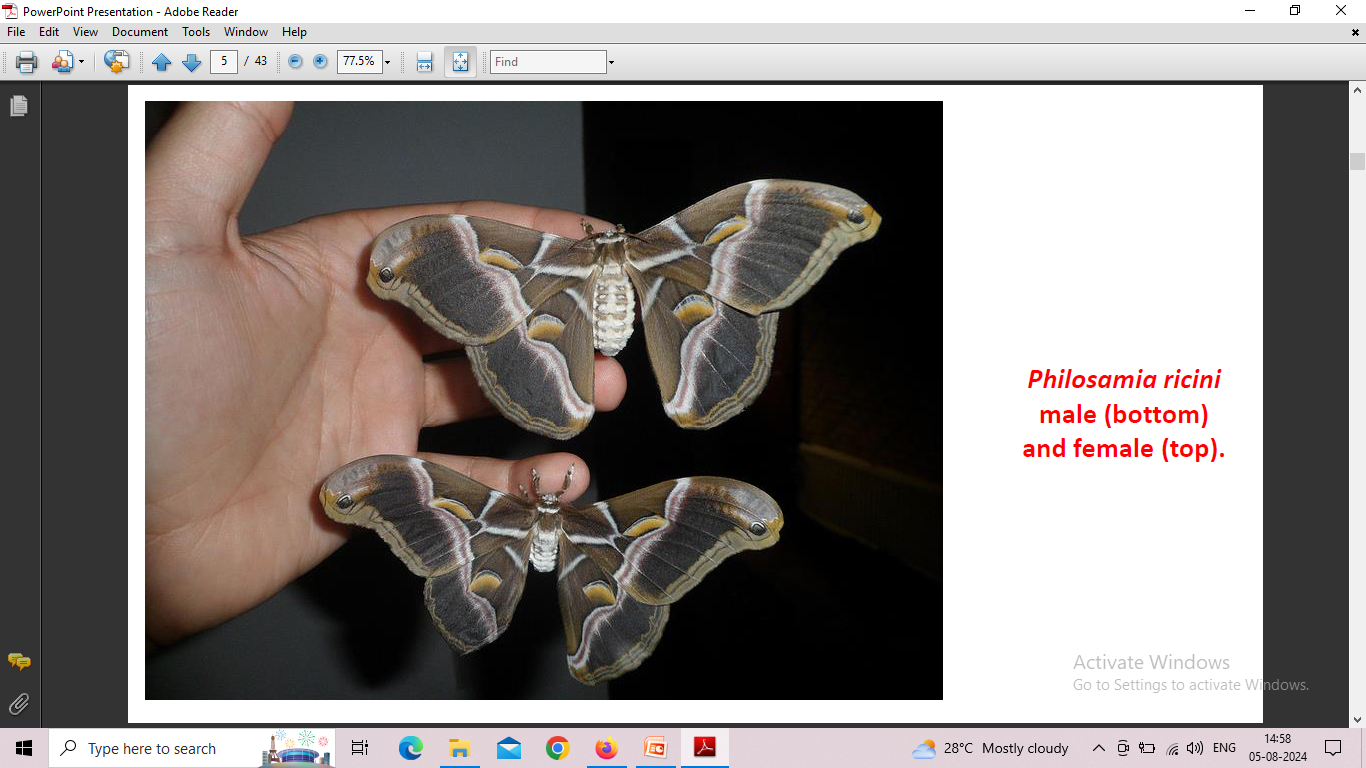 PowerPoint Presentation - Adobe Reader
File Edit View Document Tools Window Help
5 / 43 77.5% Find
Philosamia ricini
male (bottom)
and female (top).
Activate Windows
Go to Settings to activate Windows.
Type here to search
28°C Mostly cloudy ENG
14:58
05-08-2024